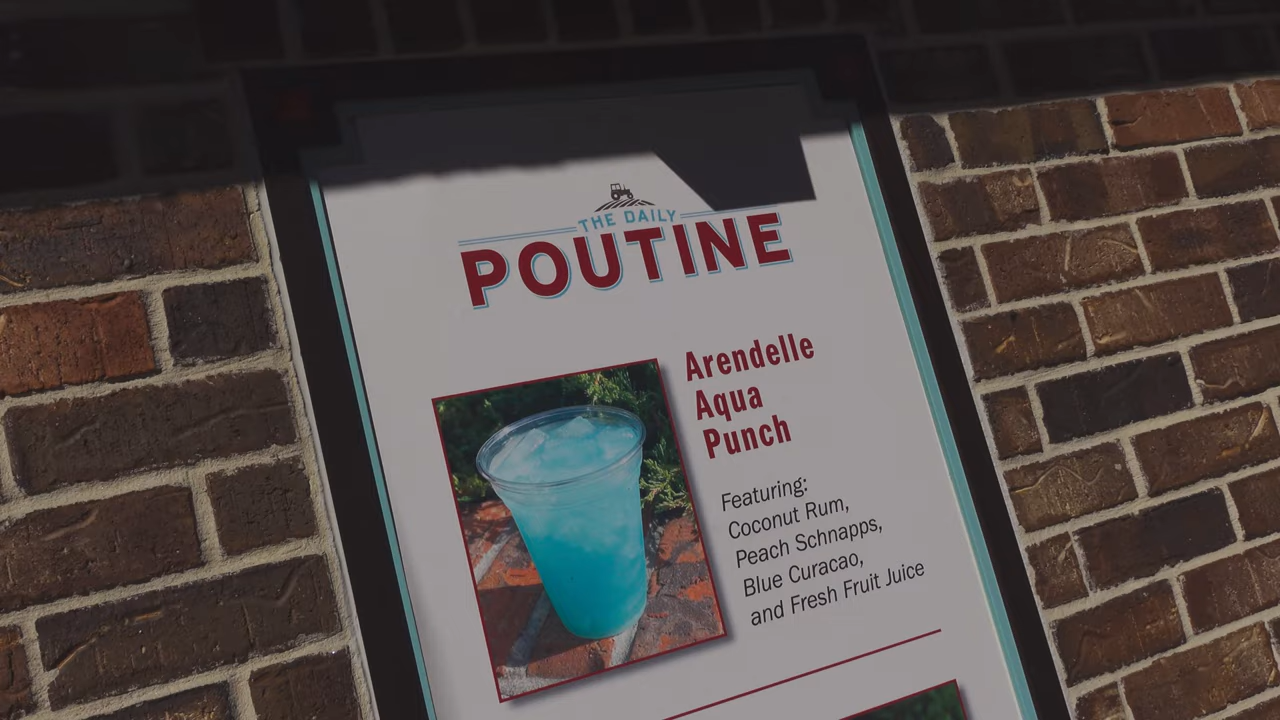 THE DAILY
POUTINE
Arendelle
Aqua
Punch
Featuring:
Coconut Rum,
Peach Schnapps,
Blue Curacao,
and Fresh Fruit Juice